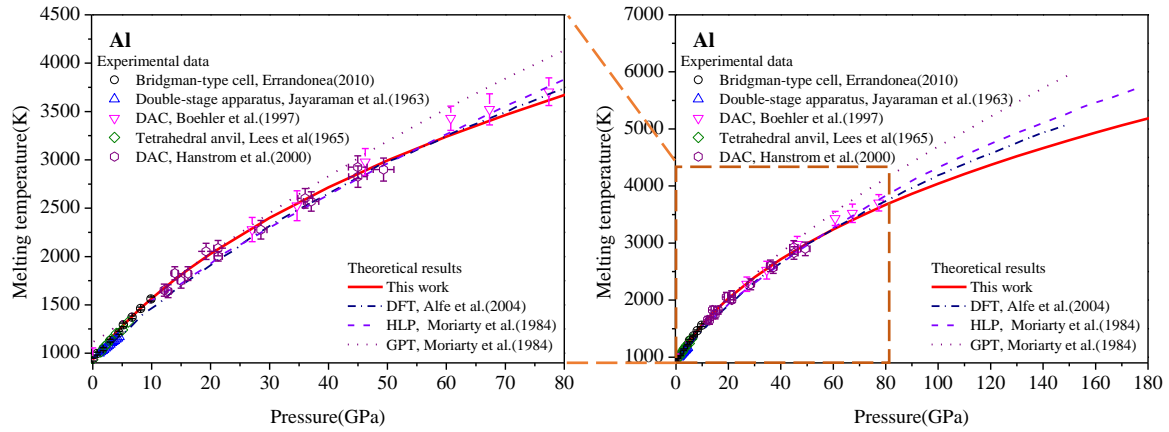 4500
4000
3500
3000
2500
2000
1500
1000
Melting temperature(K)
Al
Experimental data
Bridgman-type cell, Errandonea(2010)
Double-stage apparatus, Jayaraman et al.(1963)
DAC, Boehler et al.(1997)
Tetrahedral anvil, Lees et al(1965)
DAC, Hanstrom et al.(2000)
Theoretical results
This work
DFT, Alfe et al.(2004)
HLP, Moriarty et al.(1984)
GPT, Moriarty et al.(1984)
0 10 20 30 40 50 60 70 80
Pressure(GPa)
7000
6000
5000
4000
3000
2000
1000
Melting temperature(K)
Al
Experimental data
Bridgman-type cell, Errandonea(2010)
Double-stage apparatus, Jayaraman et al.(1963)
DAC, Boehler et al.(1997)
Tetrahedral anvil, Lees et al(1965)
DAC, Hanstrom et al.(2000)
Theoretical results
This work
DFT, Alfe et al.(2004)
HLP, Moriarty et al.(1984)
GPT, Moriarty et al.(1984)
0 20 40 60 80 100 120 140 160 180
Pressure(GPa)